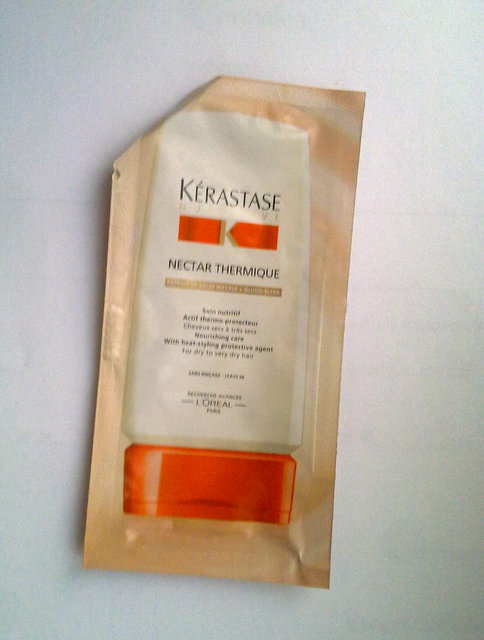 KÉRASTASE
NUTRITIVE
NECTAR THERMIQUE
Soin nutritif
Actif thermo-protecteur
Cheveux secs à très secs
Nourishing care
With heat-styling protective agent
For dry to very dry hair
SANS RINÇAGE - LEAVE-IN
RECHERCHE AVANCÉE
L'ORÉAL
PARIS